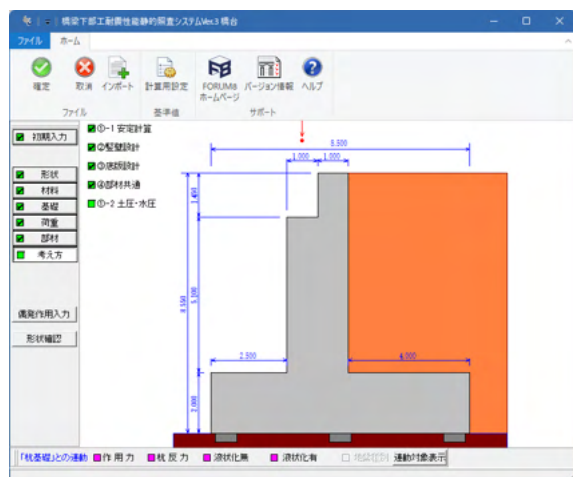 橋梁下部工耐震性能静的照査システムVer.3 橋台
ファイル ホーム
確定 取消 インポート 計算用設定 FORUM8 ホームページ バージョン情報 ヘルプ
ファイル 基準値 サポート
初期入力
形状
材料
基礎
荷重
部材
考え方
偶発作用入力
形状確認
①-1 安定計算
②竪壁設計
③底版設計
④部材共通
①-2 土圧・水圧
1.000 1.000
1.450
5.100
8.550
2.500 4.000
2.000
「杭基礎」との連動 作用力 杭反力 液状化無 液状化有 連動対象表示